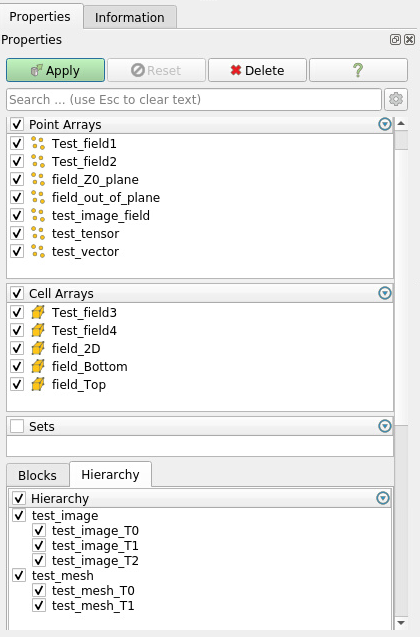 Properties Information
Properties
Apply Reset Delete ?
Search ... (use Esc to clear text)
Point Arrays
Test_field1
Test_field2
field_Z0_plane
field_out_of_plane
test_image_field
test_tensor
test_vector
Cell Arrays
Test_field3
Test_field4
field_2D
field_Bottom
field_Top
Sets
Blocks Hierarchy
Hierarchy
test_image
test_image_T0
test_image_T1
test_image_T2
test_mesh
test_mesh_T0
test_mesh_T1